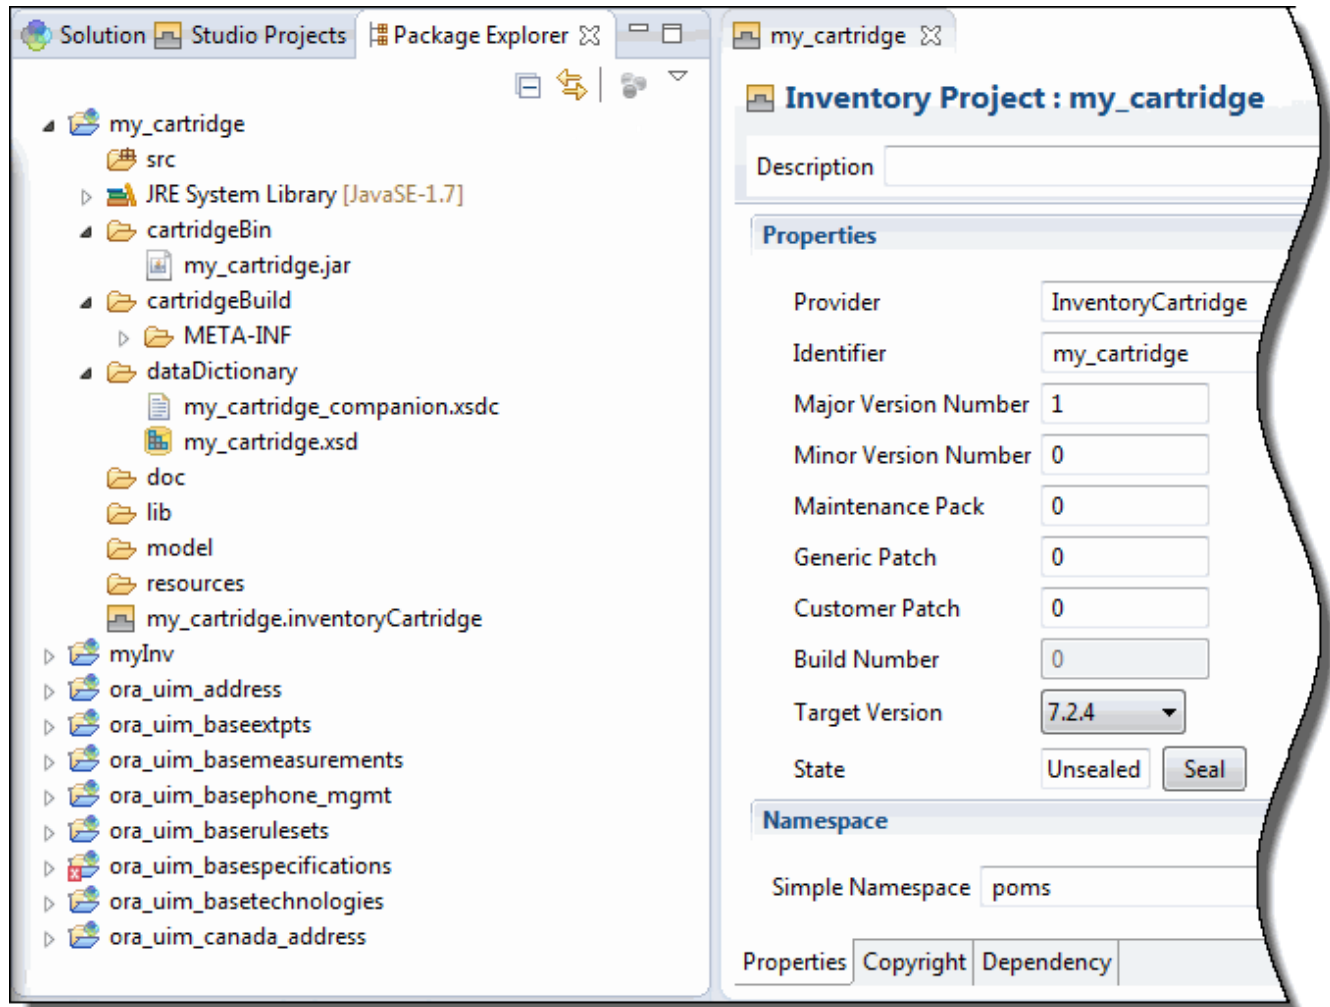 Solution Studio Projects Package Explorer
my_cartridge
src
JRE System Library [JavaSE-1.7]
cartridgeBin
my_cartridge.jar
cartridgeBuild
META-INF
dataDictionary
my_cartridge_companion.xsdc
my_cartridge.xsd
doc
lib
model
resources
my_cartridge.inventoryCartridge
myInv
ora_uim_address
ora_uim_baseextpts
ora_uim_basemeasurements
ora_uim_basephone_mgmt
ora_uim_baserulesets
ora_uim_basespecifications
ora_uim_basetechnologies
ora_uim_canada_address
my_cartridge
Inventory Project : my_cartridge
Description
Properties
Provider InventoryCartridge
Identifier my_cartridge
Major Version Number 1
Minor Version Number 0
Maintenance Pack 0
Generic Patch 0
Customer Patch 0
Build Number 0
Target Version 7.2.4
State Unsealed Seal
Namespace
Simple Namespace poms
Properties Copyright Dependency